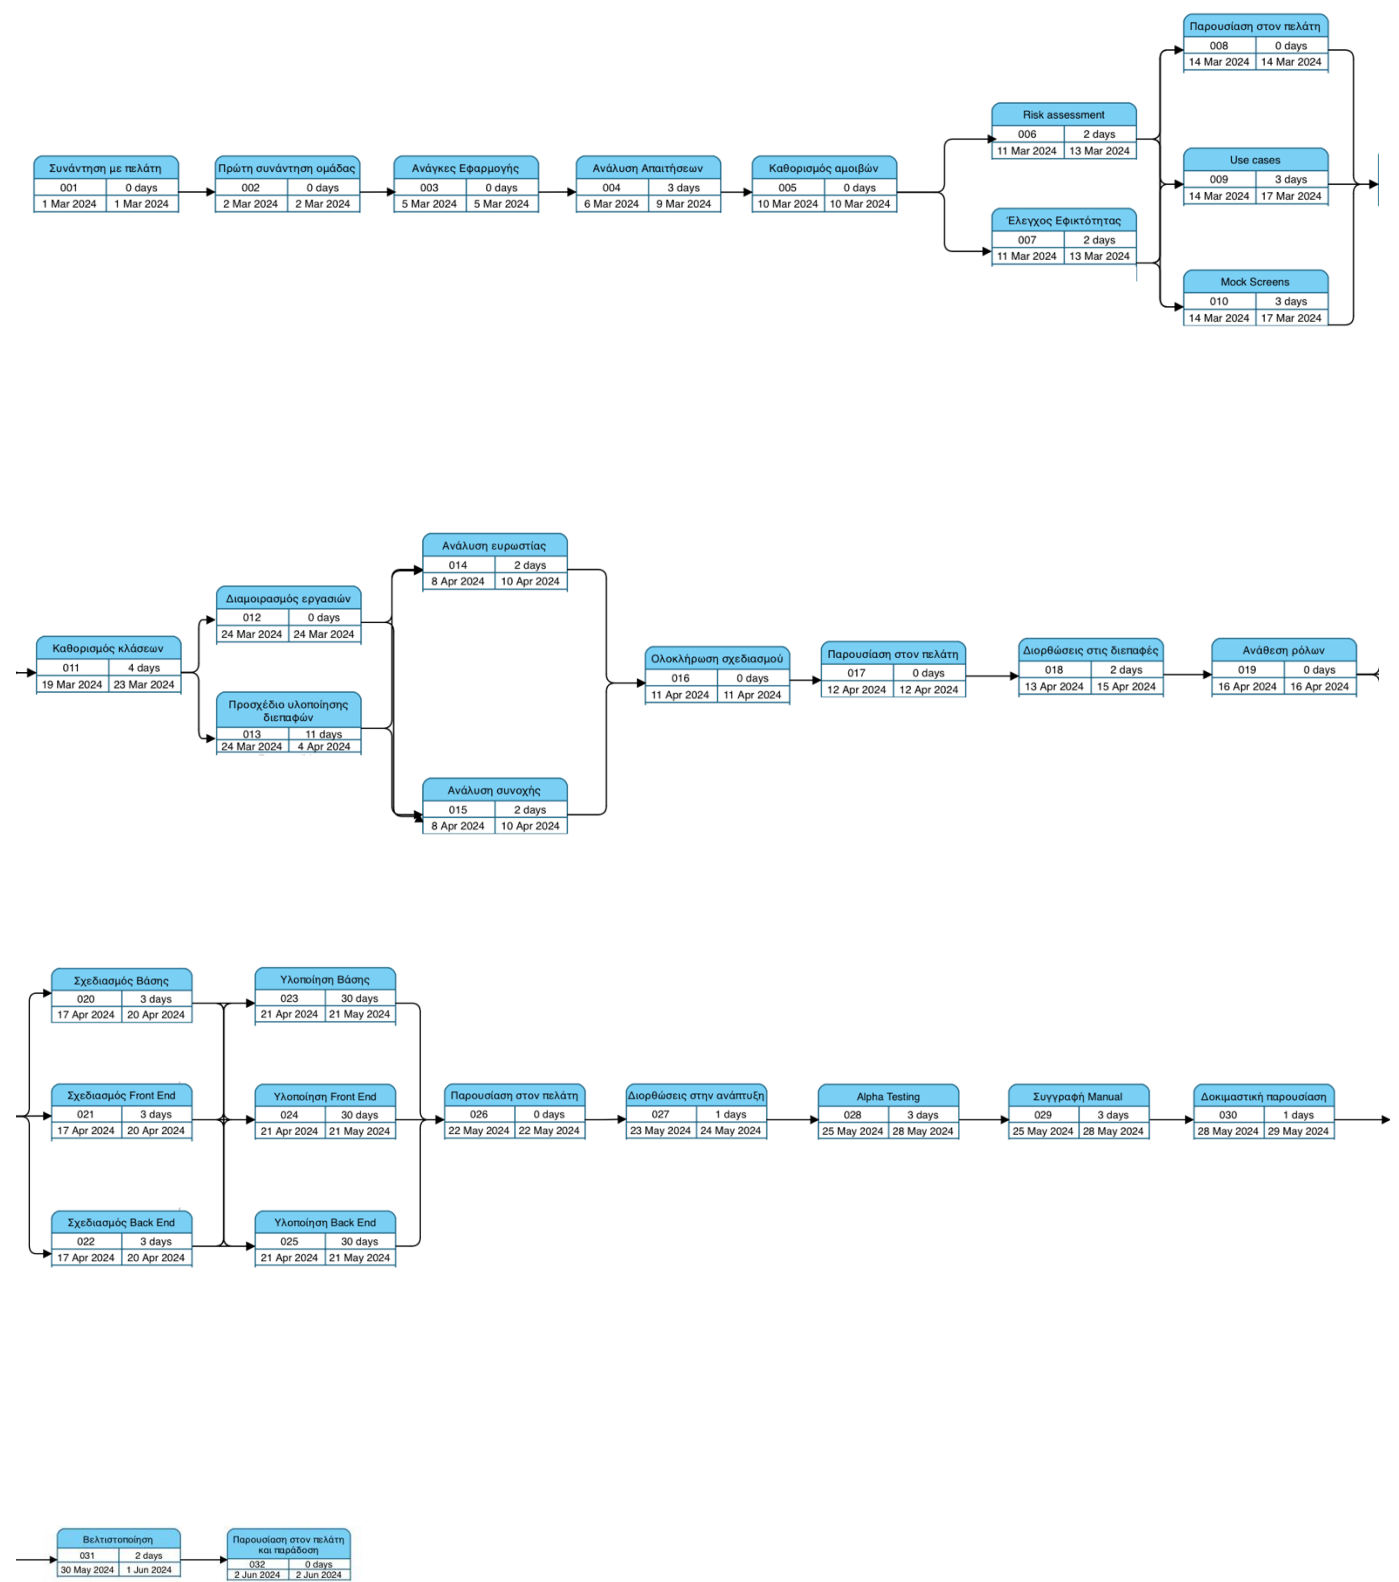 Συνάντηση με πελάτη
001 0 days
1 Mar 2024 1 Mar 2024
Πρώτη συνάντηση ομάδας
002 0 days
2 Mar 2024 2 Mar 2024
Ανάγκες Εφαρμογής
003 0 days
5 Mar 2024 5 Mar 2024
Ανάλυση Απαιτήσεων
004 3 days
6 Mar 2024 9 Mar 2024
Καθορισμός αμοιβών
005 0 days
10 Mar 2024 10 Mar 2024
Risk assessment
006 2 days
11 Mar 2024 13 Mar 2024
Έλεγχος Εφικτότητας
007 2 days
11 Mar 2024 13 Mar 2024
Παρουσίαση στον πελάτη
008 0 days
14 Mar 2024 14 Mar 2024
Use cases
009 3 days
14 Mar 2024 17 Mar 2024
Mock Screens
010 3 days
14 Mar 2024 17 Mar 2024
Καθορισμός κλάσεων
011 4 days
19 Mar 2024 23 Mar 2024
Διαμοιρασμός εργασιών
012 0 days
24 Mar 2024 24 Mar 2024
Προσχέδιο υλοποίησης
διεπαφών
013 11 days
24 Mar 2024 4 Apr 2024
Ανάλυση ευρωστίας
014 2 days
8 Apr 2024 10 Apr 2024
Ανάλυση συνοχής
015 2 days
8 Apr 2024 10 Apr 2024
Ολοκλήρωση σχεδιασμού
016 0 days
11 Apr 2024 11 Apr 2024
Παρουσίαση στον πελάτη
017 0 days
12 Apr 2024 12 Apr 2024
Διορθώσεις στις διεπαφές
018 2 days
13 Apr 2024 15 Apr 2024
Ανάθεση ρόλων
019 0 days
16 Apr 2024 16 Apr 2024
Σχεδιασμός Βάσης
020 3 days
17 Apr 2024 20 Apr 2024
Σχεδιασμός Front End
021 3 days
17 Apr 2024 20 Apr 2024
Σχεδιασμός Back End
022 3 days
17 Apr 2024 20 Apr 2024
Υλοποίηση Βάσης
023 30 days
21 Apr 2024 21 May 2024
Υλοποίηση Front End
024 30 days
21 Apr 2024 21 May 2024
Υλοποίηση Back End
025 30 days
21 Apr 2024 21 May 2024
Παρουσίαση στον πελάτη
026 0 days
22 May 2024 22 May 2024
Διορθώσεις στην ανάπτυξη
027 1 days
23 May 2024 24 May 2024
Alpha Testing
028 3 days
25 May 2024 28 May 2024
Συγγραφή Manual
029 3 days
25 May 2024 28 May 2024
Δοκιμαστική παρουσίαση
030 1 days
28 May 2024 29 May 2024
Βελτιστοποίηση
031 2 days
30 May 2024 1 Jun 2024
Παρουσίαση στον πελάτη
και παράδοση
032 0 days
2 Jun 2024 2 Jun 2024